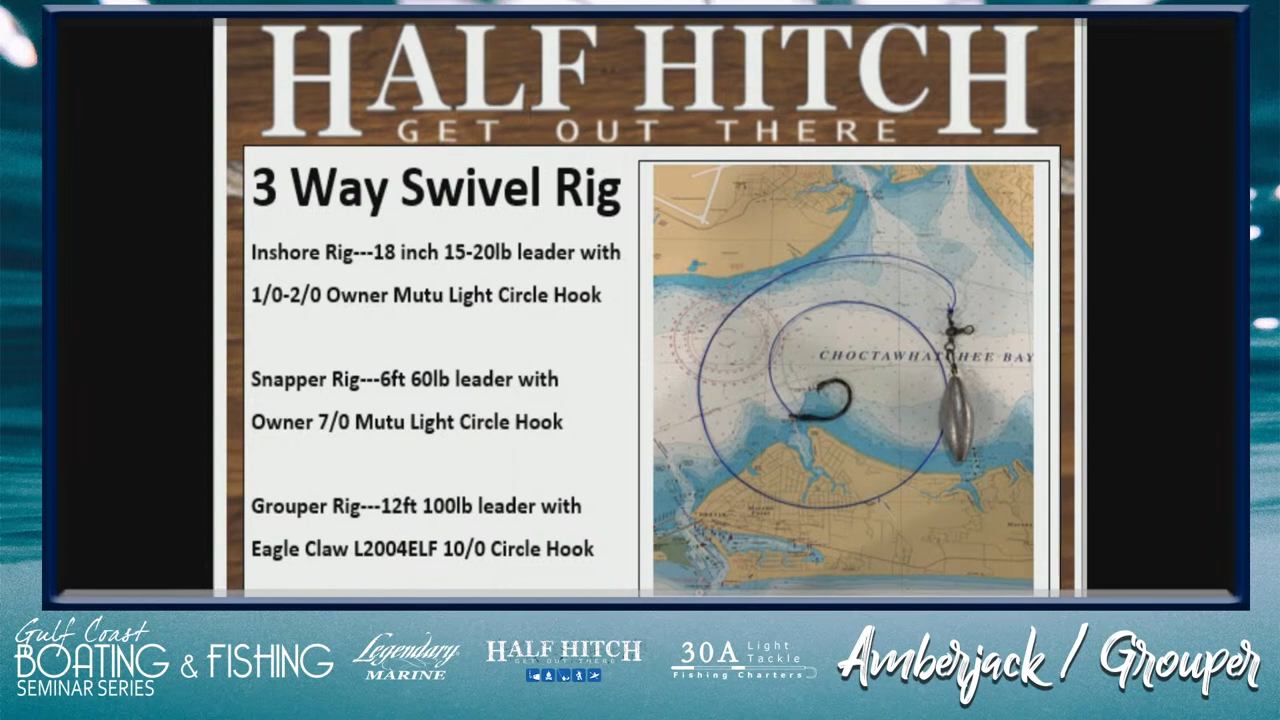 HALF HITCH
GET OUT THERE
3 Way Swivel Rig
Inshore Rig---18 inch 15-20lb leader with
1/0-2/0 Owner Mutu Light Circle Hook
Snapper Rig---6ft 60lb leader with
Owner 7/0 Mutu Light Circle Hook
Grouper Rig---12ft 100lb leader with
Eagle Claw L2004ELF 10/0 Circle Hook
CHOCTAWHATCHEE BAY
Gulf Coast
BOATING & FISHING
SEMINAR SERIES
Legendary
MARINE
HALF HITCH
GET OUT THERE
30A Light
Tackle
Fishing Charters
Amberjack / Grouper